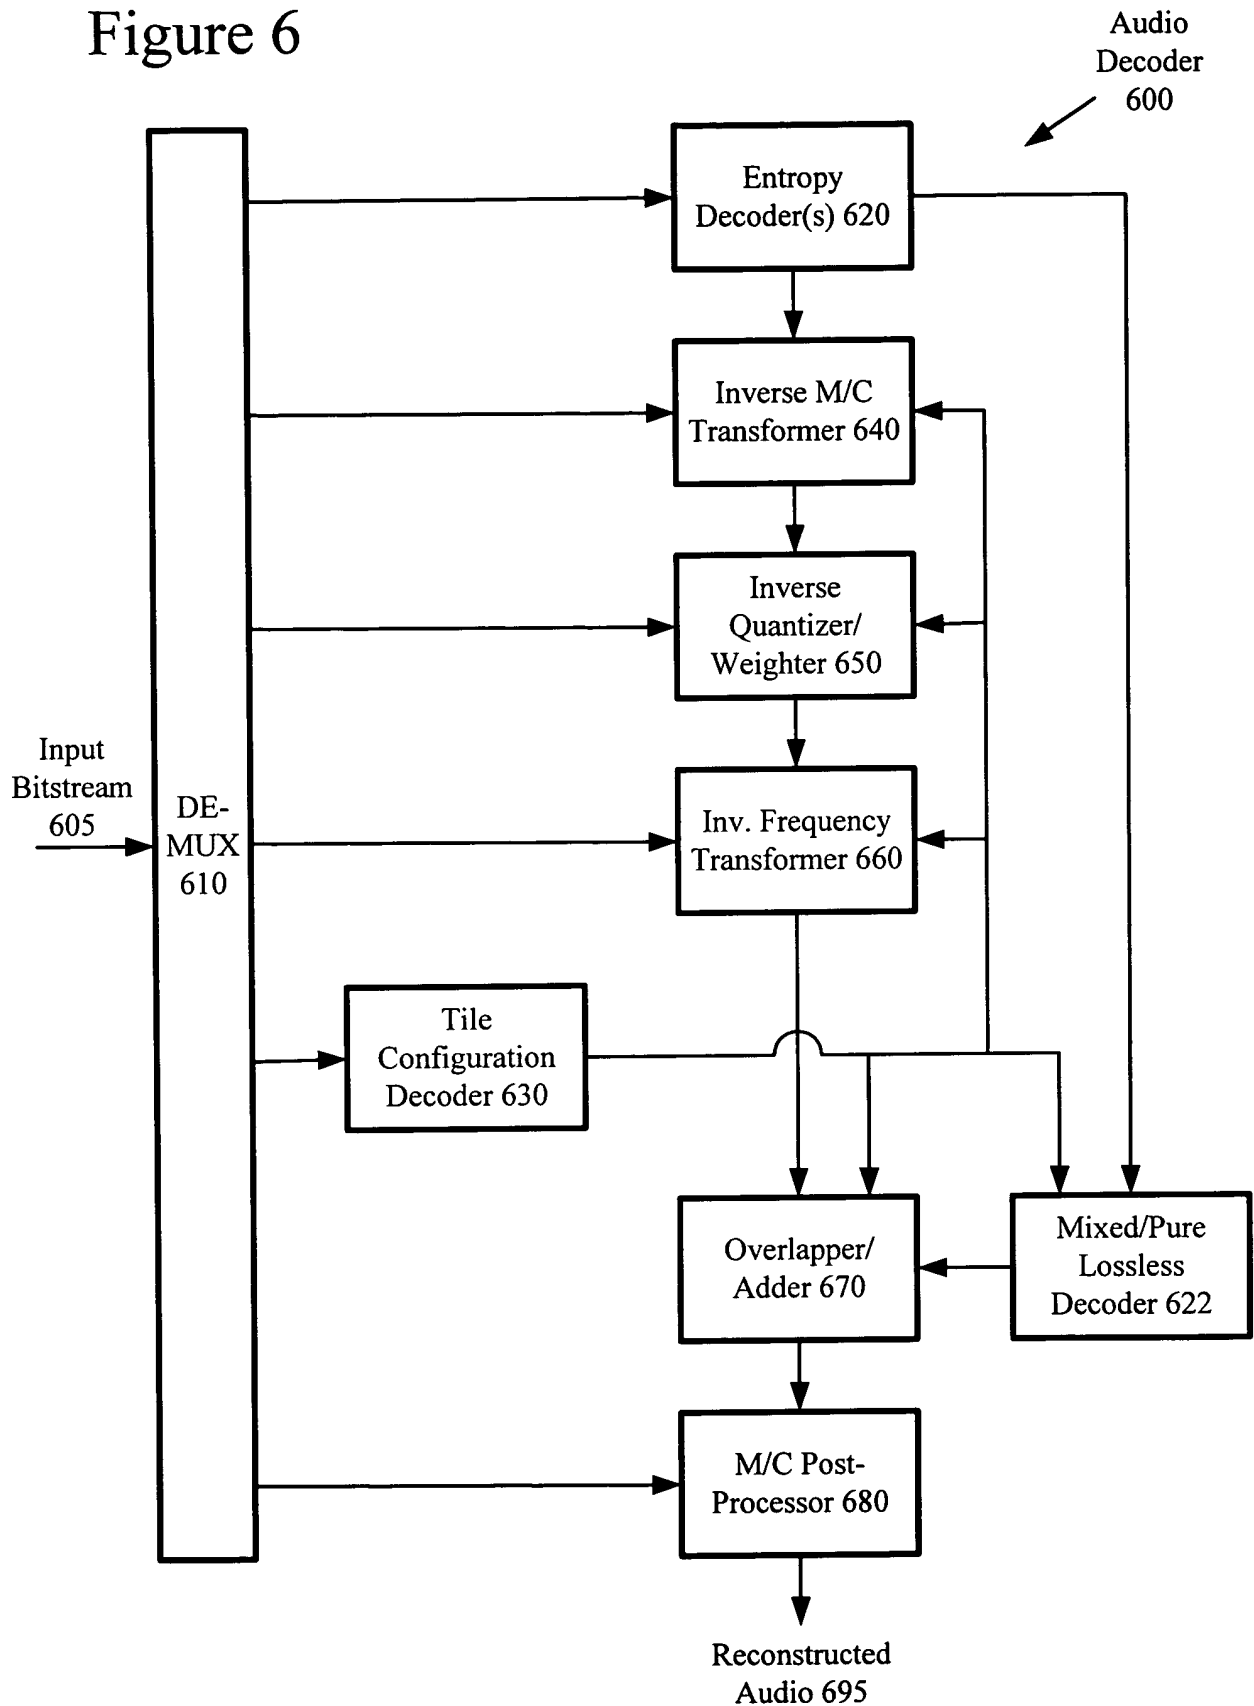 Figure 6
Audio
Decoder
600
Entropy
Decoder(s) 620
Inverse M/C
Transformer 640
Inverse
Quantizer/
Weighter 650
Input
Bitstream
605
DE-
MUX
610
Inv. Frequency
Transformer 660
Tile
Configuration
Decoder 630
Overlapper/
Adder 670
Mixed/Pure
Lossless
Decoder 622
M/C Post-
Processor 680
Reconstructed
Audio 695